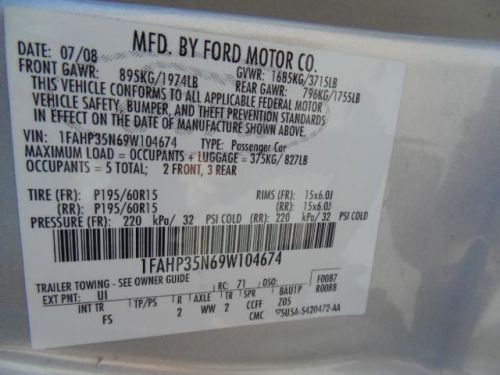 MFD. BY FORD MOTOR CO.
DATE: 07/08 GVWR: 1685KG/3715LB
FRONT GAWR: 895KG/1974LB REAR GAWR: 796KG/1755LB
THIS VEHICLE CONFORMS TO ALL APPLICABLE FEDERAL MOTOR
VEHICLE SAFETY, BUMPER, AND THEFT PREVENTION STANDARDS
IN EFFECT ON THE DATE OF MANUFACTURE SHOWN ABOVE.
VIN: 1FAHP35N69W104674 TYPE: Passenger Car
MAXIMUM LOAD = OCCUPANTS + LUGGAGE = 375KG/ 827LB
OCCUPANTS = 5 TOTAL; 2 FRONT, 3 REAR
TIRE (FR): P195/60R15 RIMS (FR): 15x6.0J
(RR): P195/60R15 (RR): 15x6.0J
PRESSURE (FR): 220 kPa/ 32 PSI COLD (RR): 220 kPa/ 32 PSI COLD
1FAHP35N69W104674
TRAILER TOWING - SEE OWNER GUIDE F0087
EXT PNT: UI RC: 71 DSO: R0088
INT TR TP/PS R AXLE TR SPR 8AU1P
F5 2 WW 2 CCFF Z05
CMC 5U5A-5420472-AA